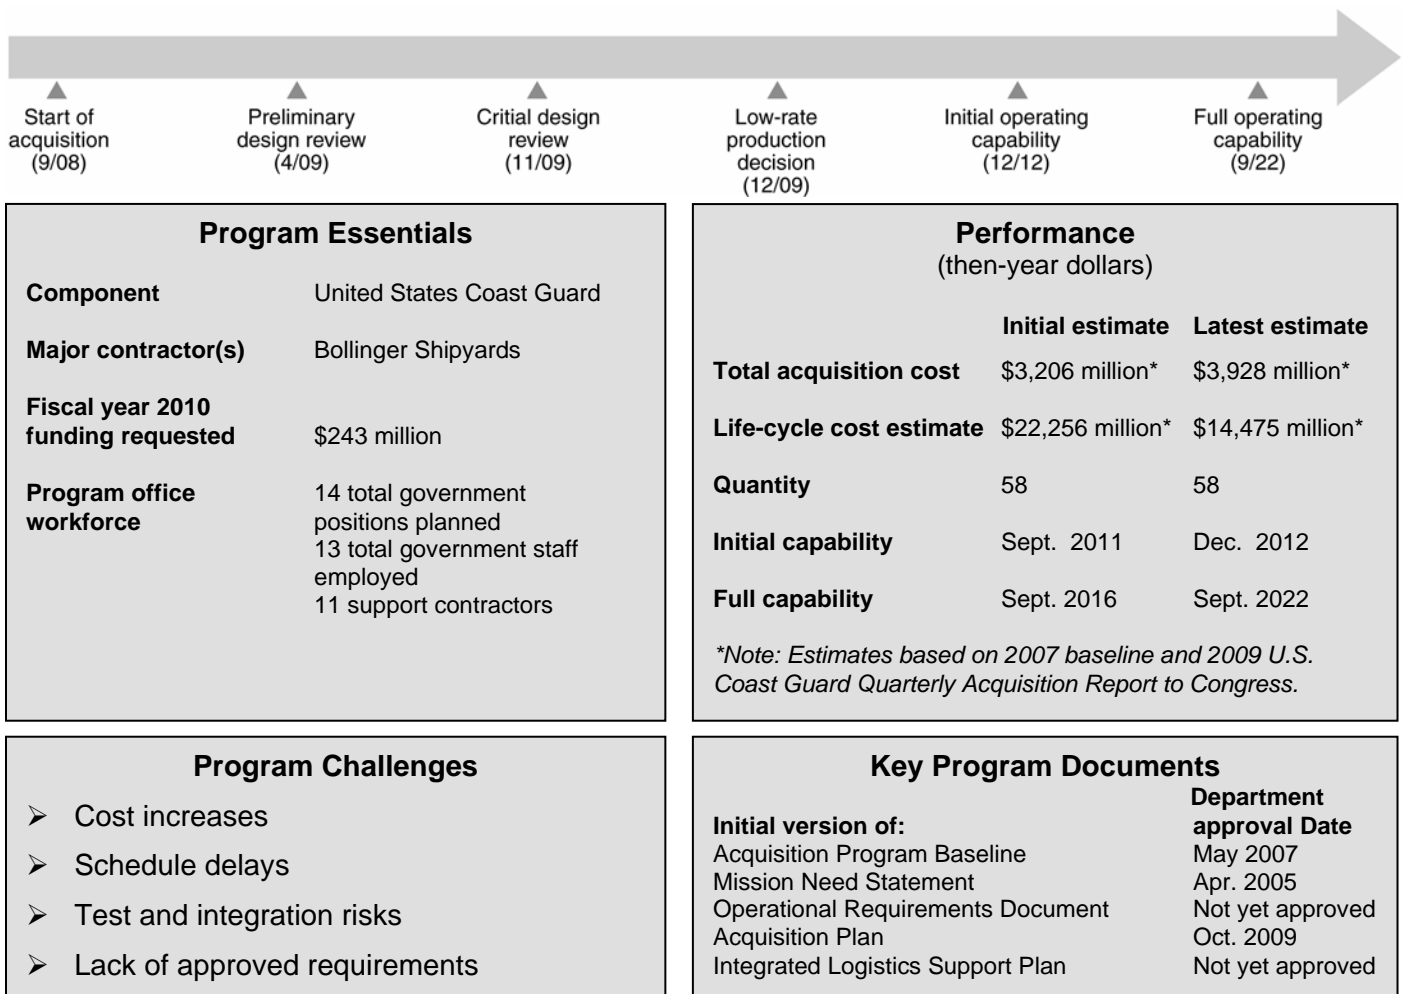 Start of
acquisition
(9/08)
Preliminary
design review
(4/09)
Critial design
review
(11/09)
Low-rate
production
decision
(12/09)
Initial operating
capability
(12/12)
Full operating
capability
(9/22)
Program Essentials
Component United States Coast Guard
Major contractor(s) Bollinger Shipyards
Fiscal year 2010
funding requested $243 million
Program office 14 total government
workforce positions planned
13 total government staff
employed
11 support contractors
Performance
(then-year dollars)
Initial estimate Latest estimate
Total acquisition cost $3,206 million* $3,928 million*
Life-cycle cost estimate $22,256 million* $14,475 million*
Quantity 58 58
Initial capability Sept. 2011 Dec. 2012
Full capability Sept. 2016 Sept. 2022
*Note: Estimates based on 2007 baseline and 2009 U.S.
Coast Guard Quarterly Acquisition Report to Congress.
Program Challenges
➢ Cost increases
➢ Schedule delays
➢ Test and integration risks
➢ Lack of approved requirements
Key Program Documents
Department
Initial version of: approval Date
Acquisition Program Baseline May 2007
Mission Need Statement Apr. 2005
Operational Requirements Document Not yet approved
Acquisition Plan Oct. 2009
Integrated Logistics Support Plan Not yet approved